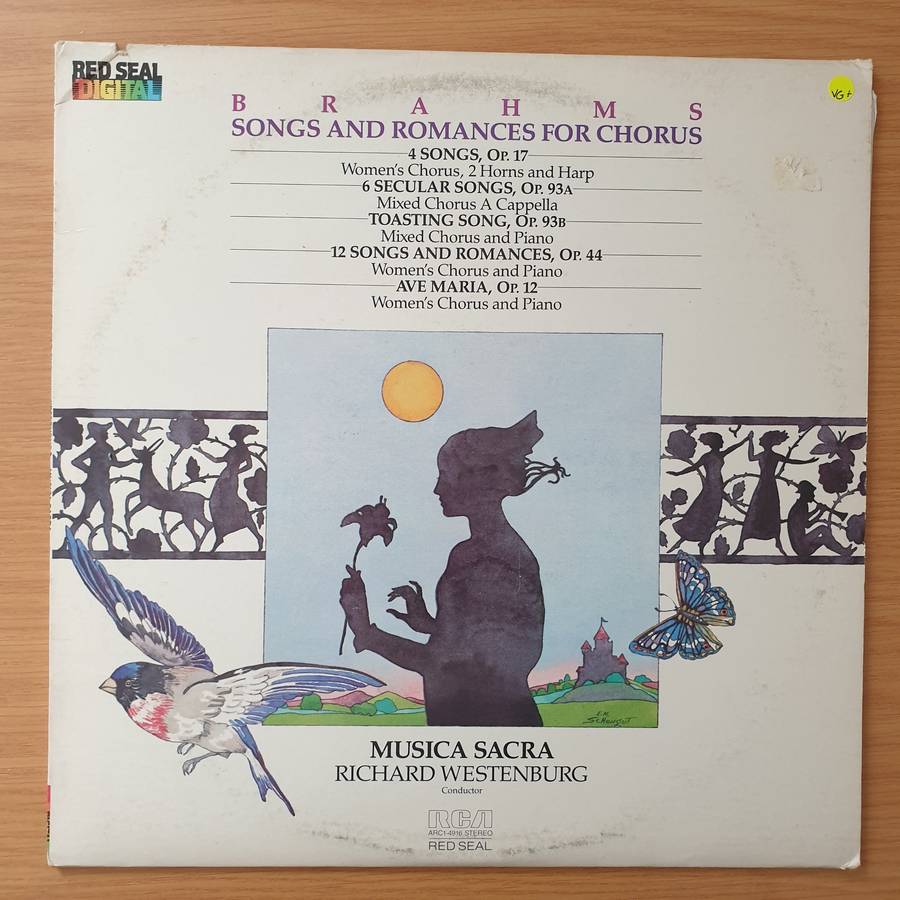 RED SEAL
DIGITAL
VG+
BRAHMS
SONGS AND ROMANCES FOR CHORUS
4 SONGS, OP. 17
Women's Chorus, 2 Horns and Harp
6 SECULAR SONGS, OP. 93A
Mixed Chorus A Cappella
TOASTING SONG, OP. 93B
Mixed Chorus and Piano
12 SONGS AND ROMANCES, OP. 44
Women's Chorus and Piano
AVE MARIA, OP. 12
Women's Chorus and Piano
MUSICA SACRA
RICHARD WESTENBURG
Conductor
RCA
ARC1-4916 STEREO
RED SEAL